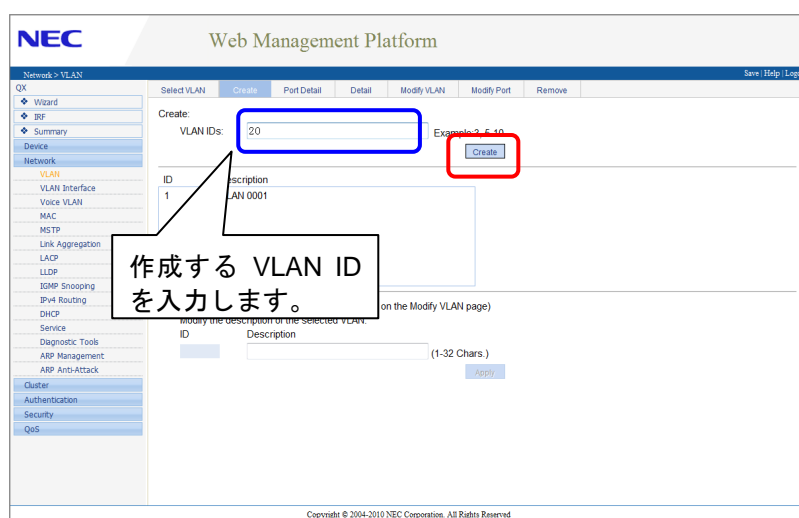 NEC
Web Management Platform
Network > VLAN
Save | Help | Logo
QX
Wizard
IRF
Summary
Device
Network
VLAN
VLAN Interface
Voice VLAN
MAC
MSTP
Link Aggregation
LACP
LLDP
IGMP Snooping
IPv4 Routing
DHCP
Service
Diagnostic Tools
ARP Management
ARP Anti-Attack
Cluster
Authentication
Security
QoS
Select VLAN Create Port Detail Detail Modify VLAN Modify Port Remove
Create:
VLAN IDs: 20 Example:3, 5-10
Create
ID escription
1 LAN 0001
作成する VLAN ID
を入力します。
on the Modify VLAN page)
Modify the description of the selected VLAN:
ID Description
(1-32 Chars.)
Apply
Copyright © 2004-2010 NEC Corporation. All Rights Reserved